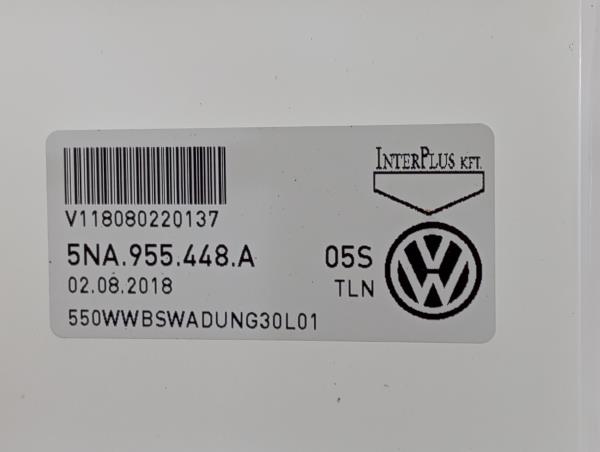 INTERPLUS KFT.
V118080220137
5NA.955.448.A
05S
02.08.2018
TLN
550WWBSWADUNG30L01